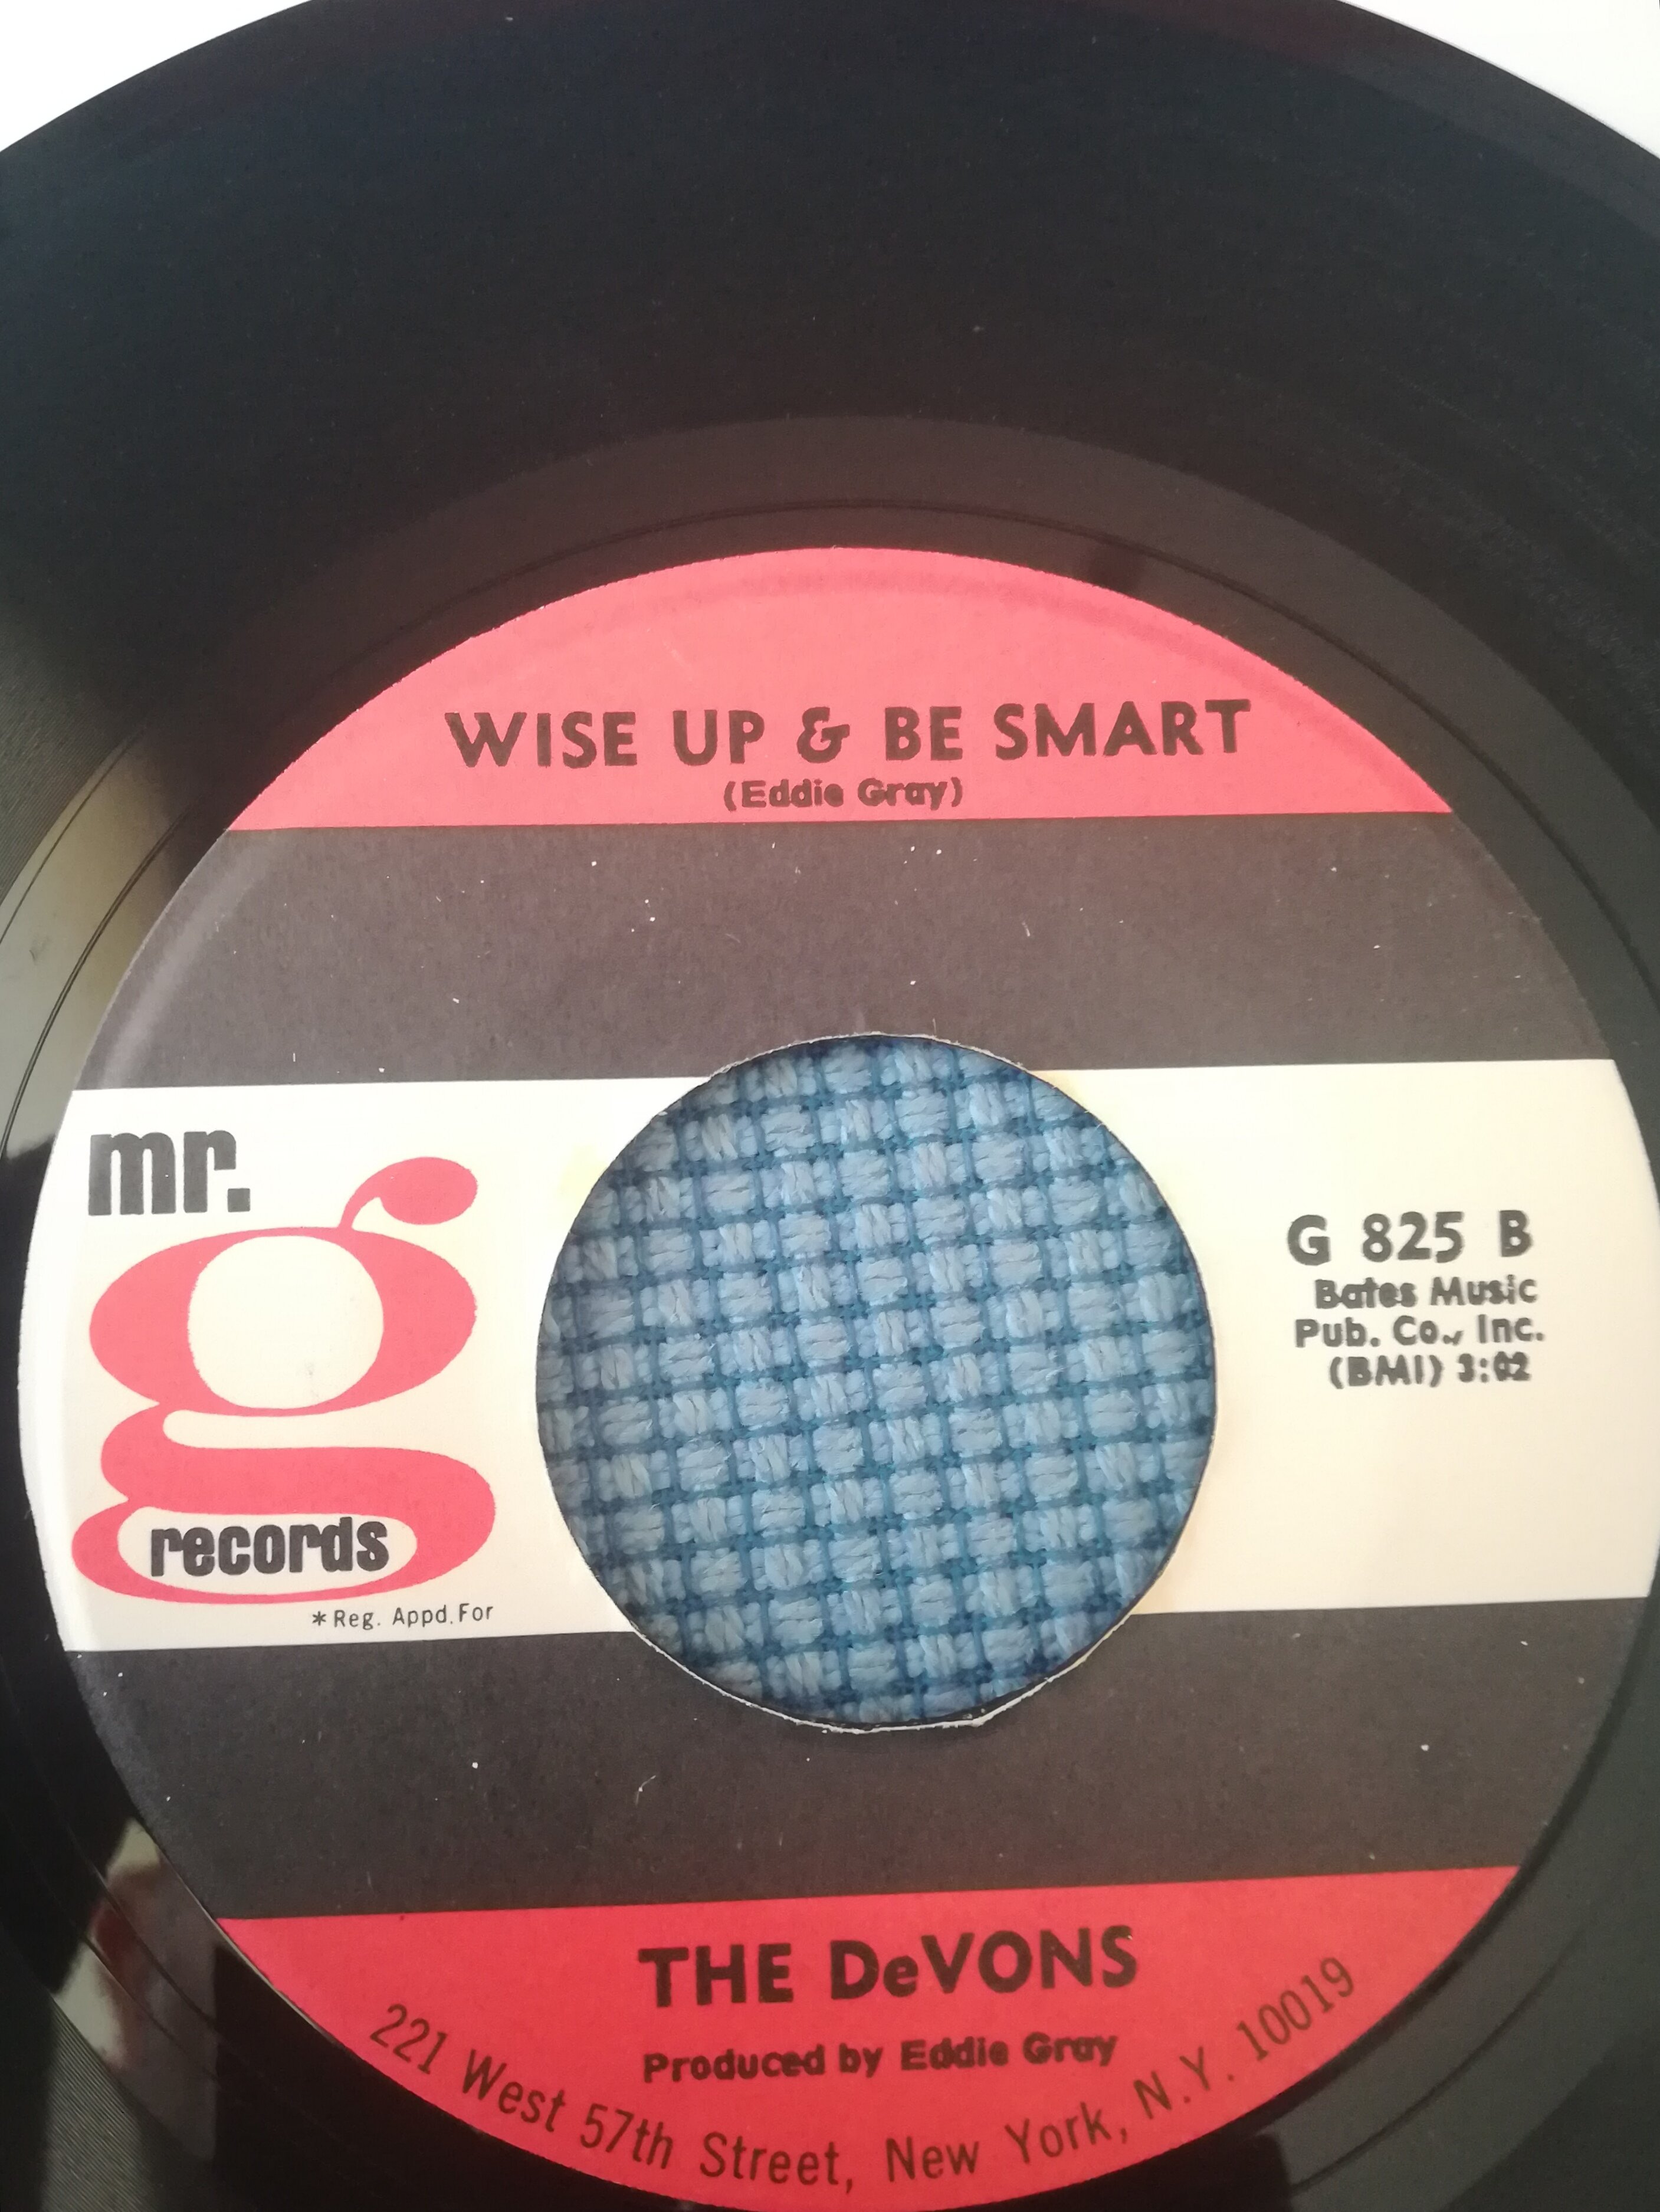 WISE UP & BE SMART
(Eddie Gray)
mr.
g
records
*Reg. Appd. For
G 825 B
Bates Music
Pub. Co., Inc.
(BMI) 3:02
THE DeVONS
Produced by Eddie Gray
221 West 57th Street, New York, N.Y. 10019